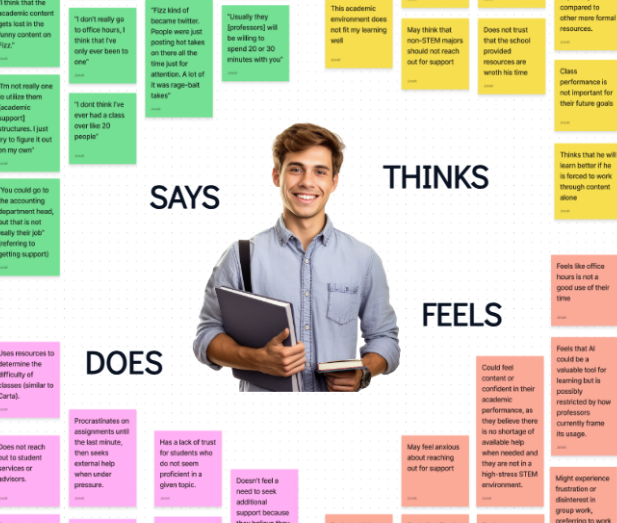 "I think that the
academic content
gets lost in the
funny content on
Fizz."
"I don't really go
to office hours, I
think that I've
only ever been to
one"
"Fizz kind of
became twitter.
People were just
posting hot takes
on there all the
time just for
attention. A lot of
it was rage-bait
takes"
"Usually they
[professors] will
be willing to
spend 20 or 30
minutes with you"
"I'm not really one
to utilize them
[academic
support]
structures. I just
try to figure it out
on my own"
"I dont think I've
ever had a class
over like 20
people"
"You could go to
the accounting
department head,
but that is not
really their job"
(referring to
getting support)
SAYS
This academic
environment does
not fit my learning
well
May think that
non-STEM majors
should not reach
out for support
Does not trust
that the school
provided
resources are
wroth his time
compared to
other more formal
resources.
Class
performance is
not important for
their future goals
Thinks that he will
learn better if he
is forced to work
through content
alone
THINKS
DOES
Uses resources to
determine the
difficulty of
classes (similar to
Carta).
Does not reach
out to student
services or
advisors.
Procrastinates on
assignments until
the last minute,
then seeks
external help
when under
pressure.
Has a lack of trust
for students who
do not seem
proficient in a
given topic.
Doesn't feel a
need to seek
additional
support because
they believe they
FEELS
Feels like office
hours is not a
good use of their
time
Feels that AI
could be a
valuable tool for
learning but is
possibly
restricted by how
professors
currently frame
its usage.
Could feel
content or
confident in their
academic
performance, as
they believe there
is no shortage of
available help
when needed and
they are not in a
high-stress STEM
environment.
May feel anxious
about reaching
out for support
Might experience
frustration or
disinterest in
group work,
preferring to work